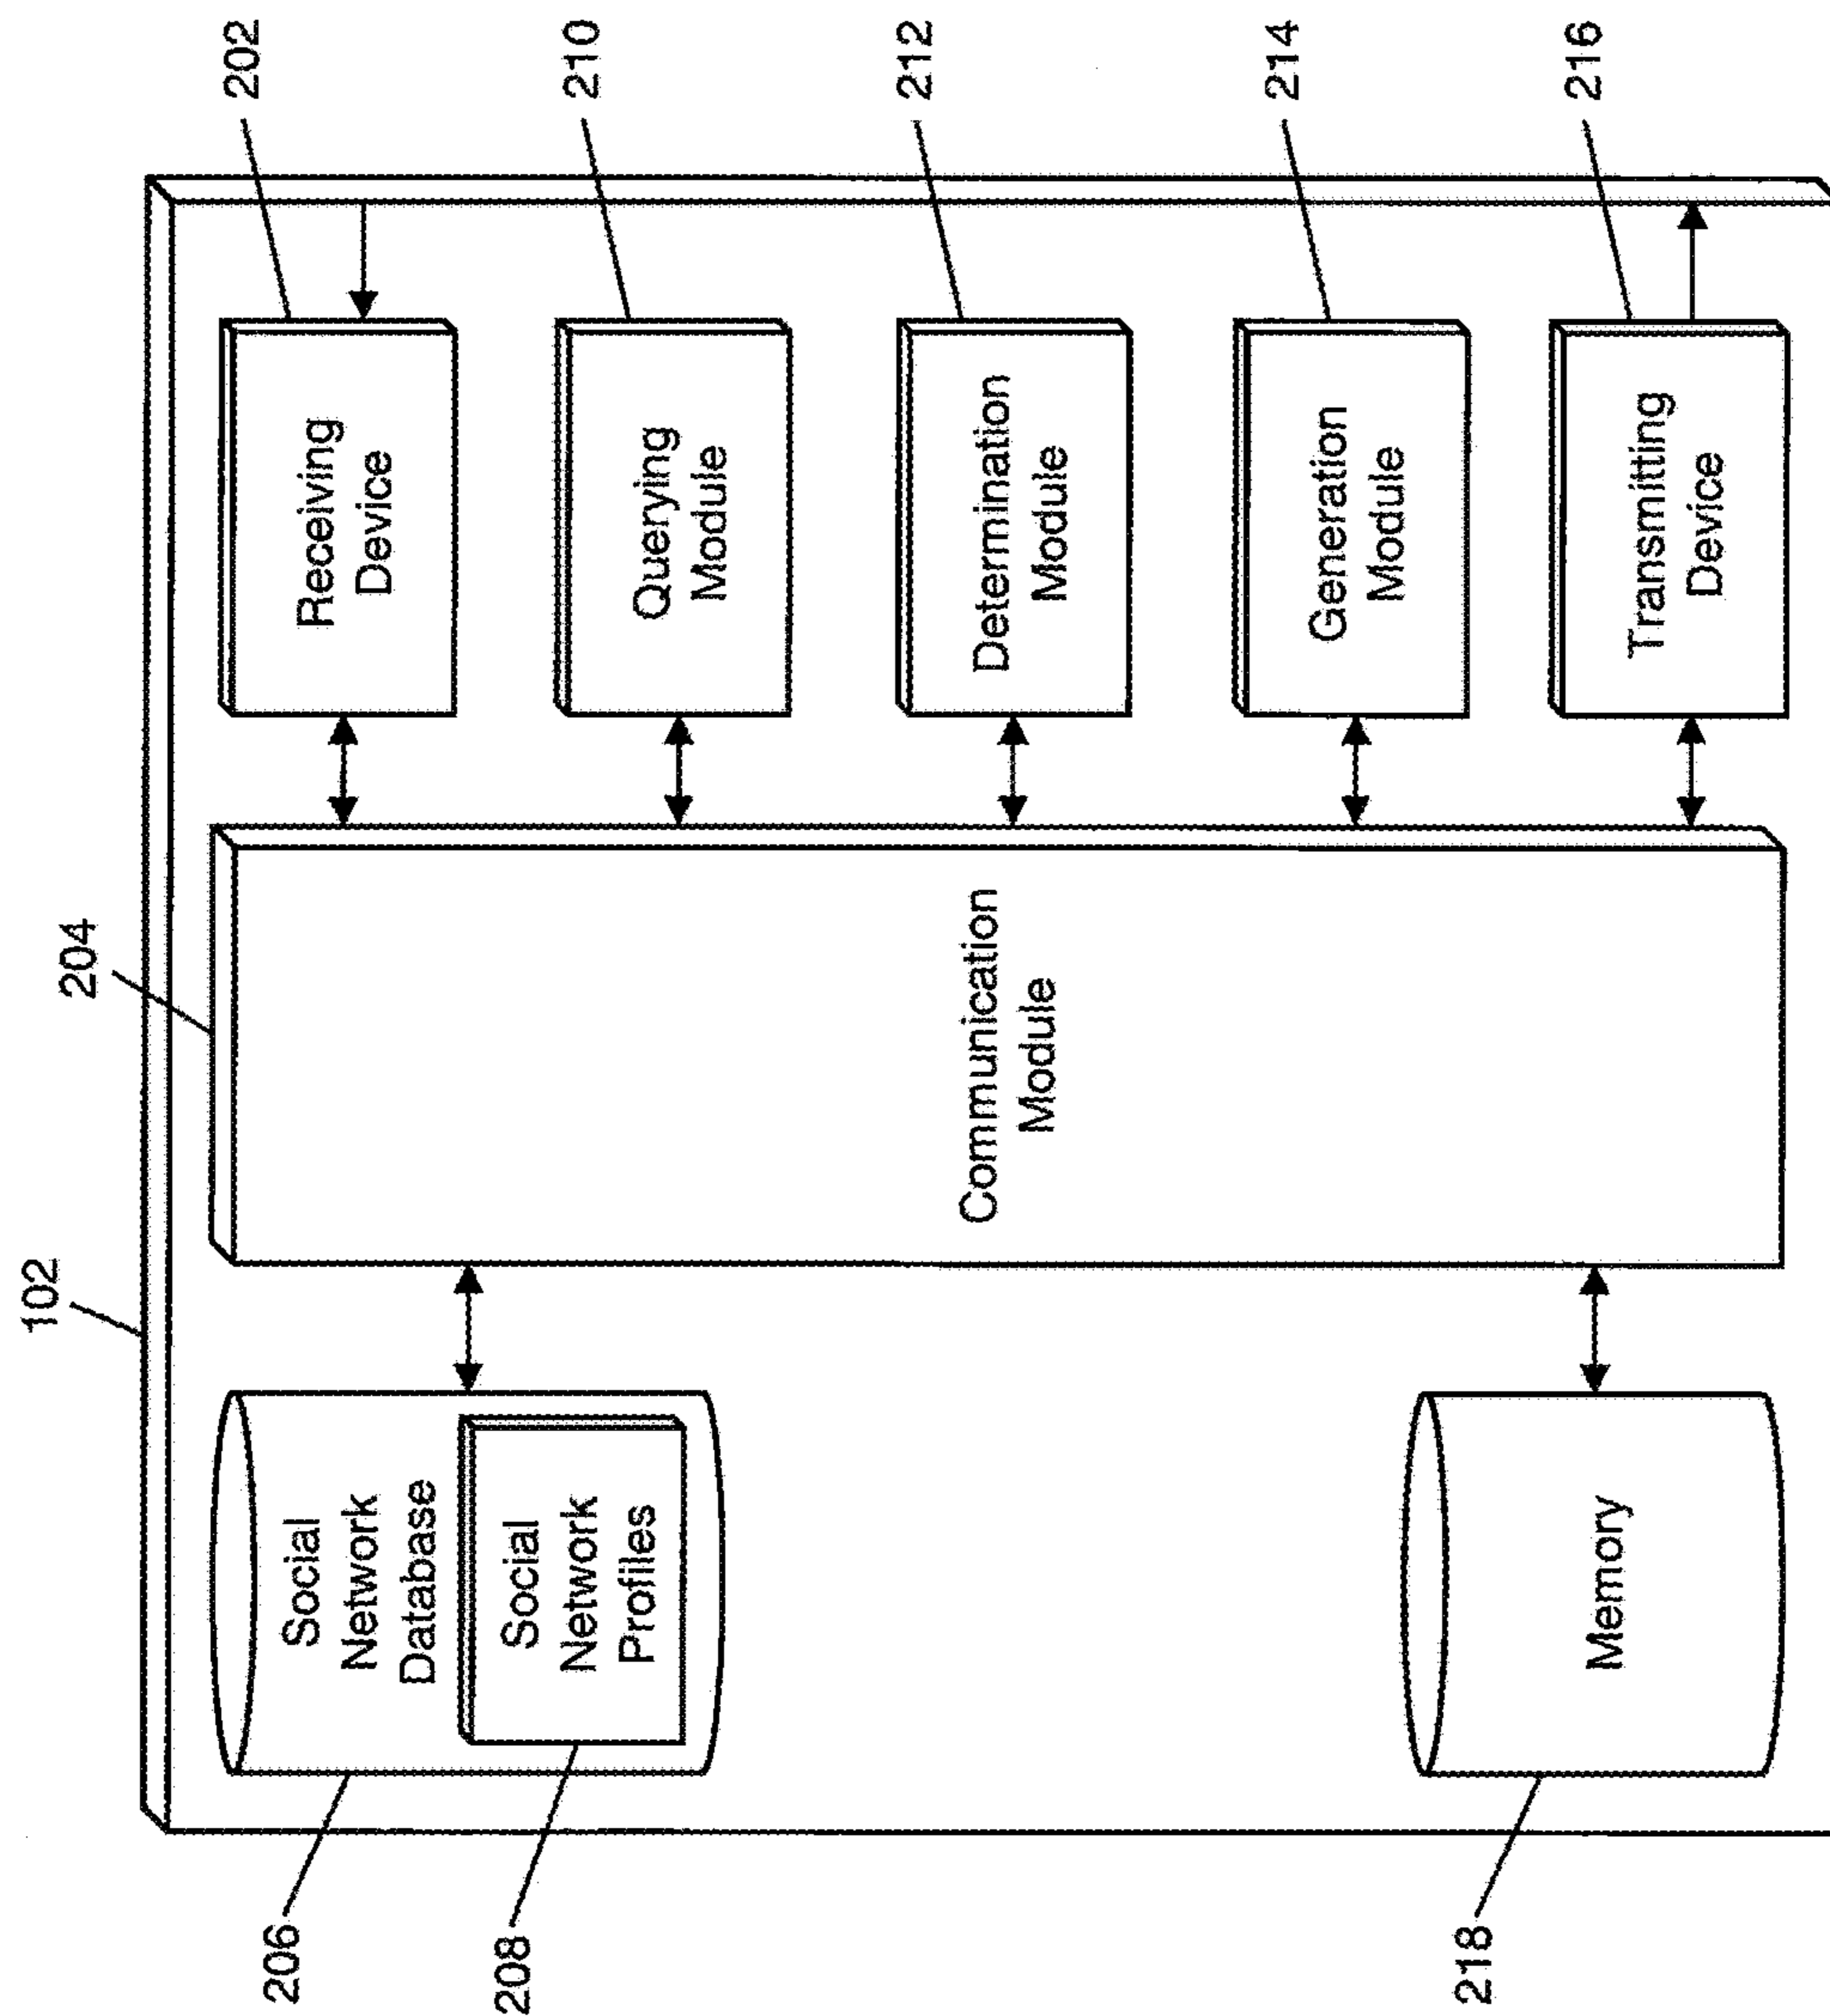 102
204
206
Social
Network
Database
208
Social
Network
Profiles
218
Memory
Communication
Module
Receiving
Device
202
Querying
Module
210
Determination
Module
212
Generation
Module
214
Transmitting
Device
216